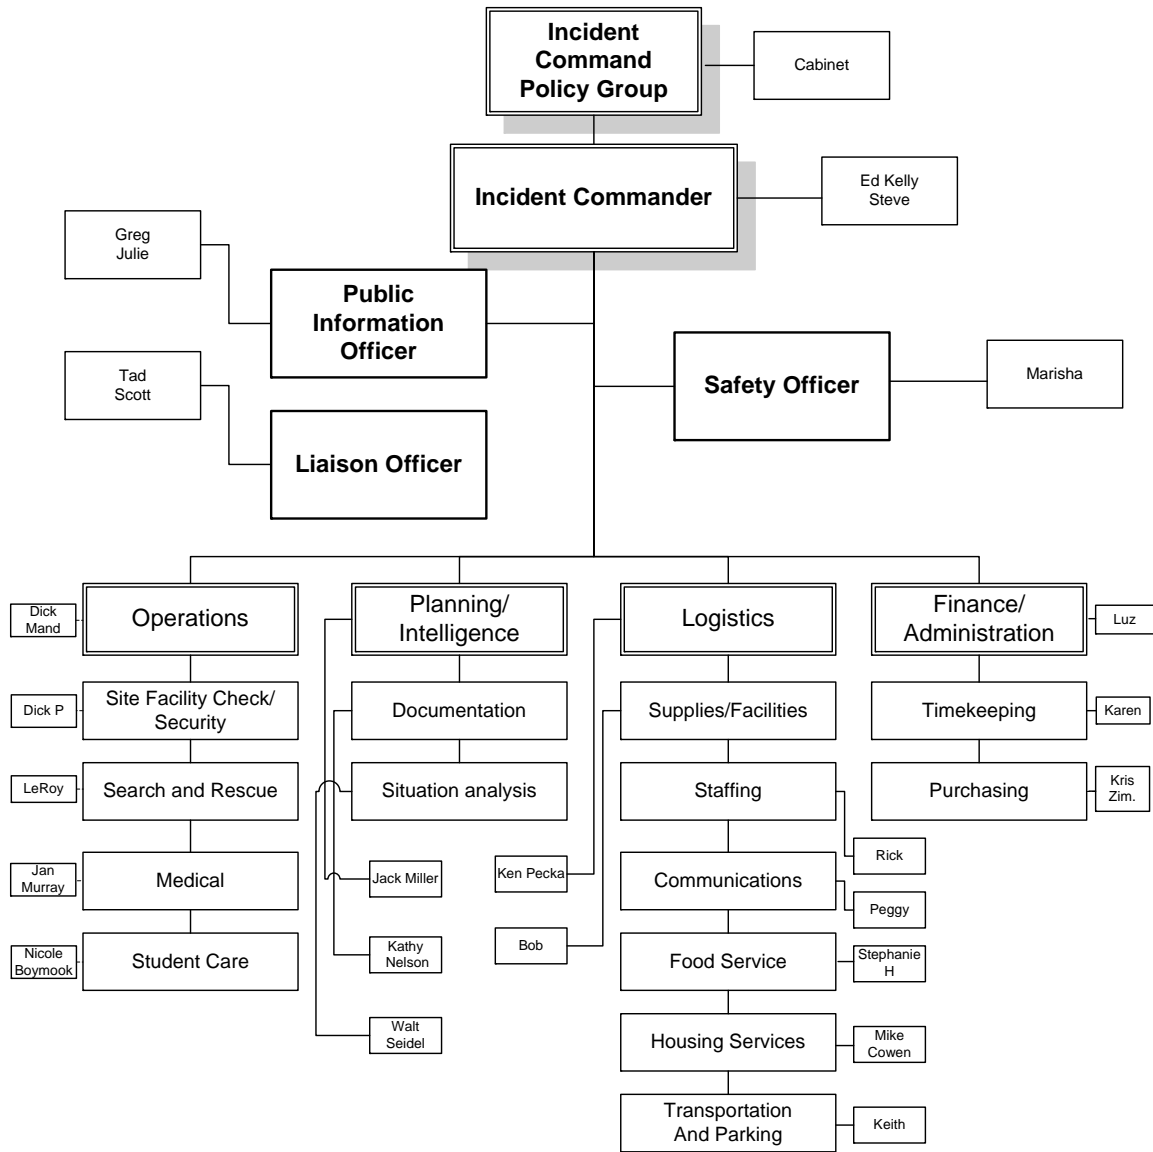 Incident
Command
Policy Group
Cabinet
Incident Commander
Ed Kelly
Steve
Greg
Julie
Public
Information
Officer
Tad
Scott
Safety Officer
Marisha
Liaison Officer
Dick
Mand
Operations
Planning/
Intelligence
Logistics
Finance/
Administration
Luz
Dick P
Site Facility Check/
Security
Documentation
Supplies/Facilities
Timekeeping
Karen
LeRoy
Search and Rescue
Situation analysis
Staffing
Purchasing
Kris
Zim.
Jan
Murray
Medical
Jack Miller
Ken Pecka
Communications
Rick
Peggy
Nicole
Boymook
Student Care
Kathy
Nelson
Bob
Food Service
Stephanie
H
Walt
Seidel
Housing Services
Mike
Cowen
Transportation
And Parking
Keith